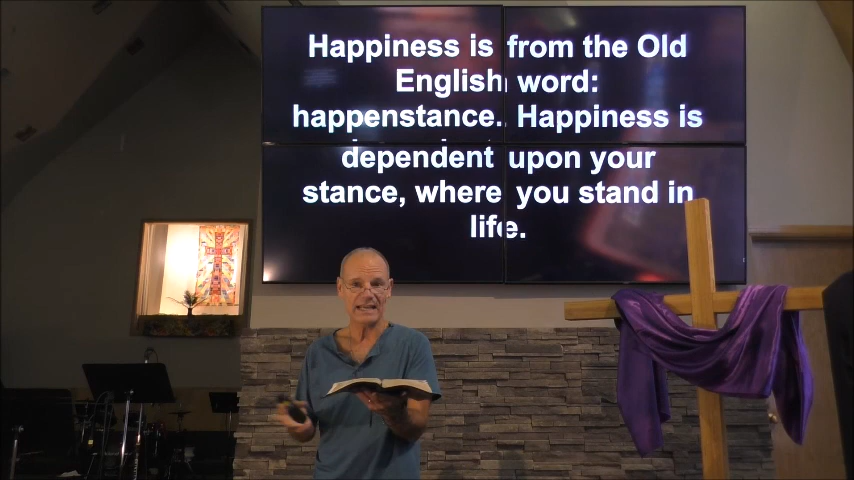 Happiness is from the Old
English word:
happenstance. Happiness is
dependent upon your
stance, where you stand in
life.